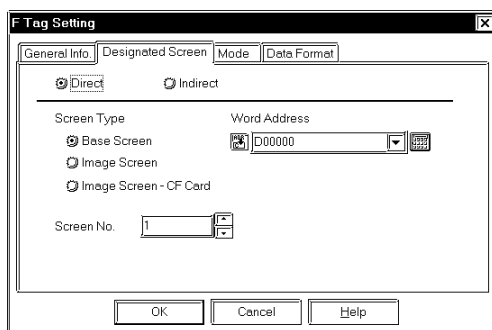 F Tag Setting
General Info. Designated Screen Mode Data Format
Direct Indirect
Screen Type Word Address
Base Screen D00000
Image Screen
Image Screen - CF Card
Screen No. 1
OK Cancel Help